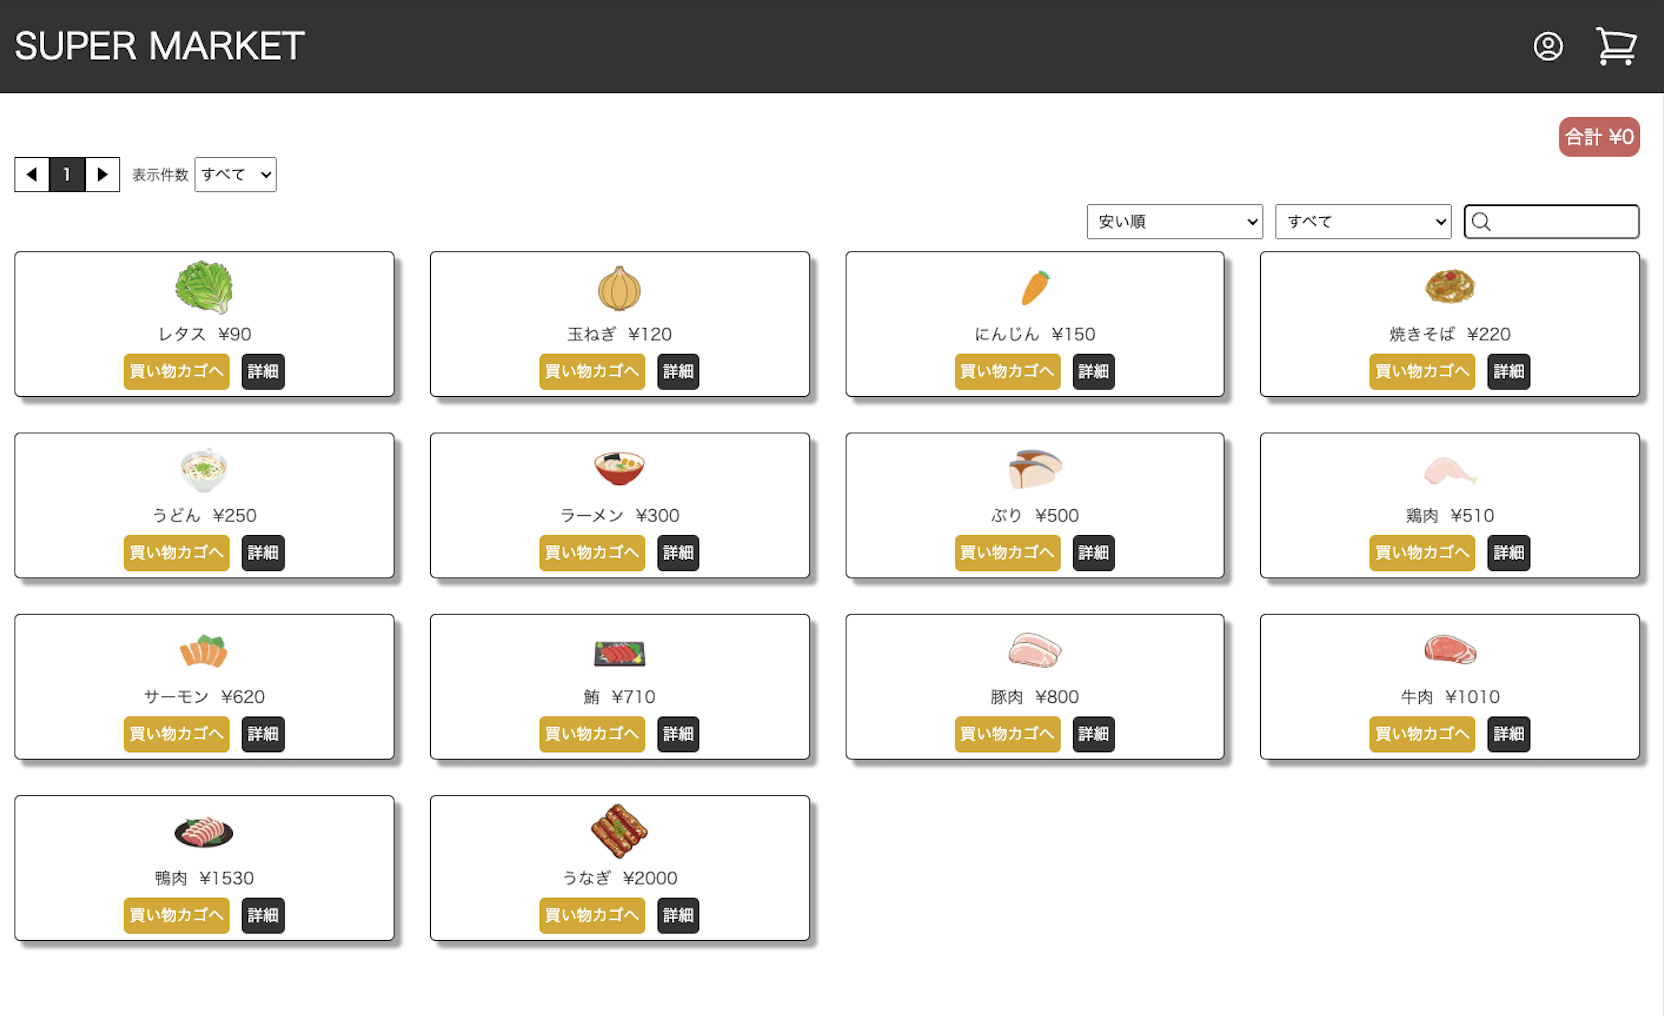 SUPER MARKET
合計 ¥0
1 表示件数 すべて
安い順 すべて
レタス ¥90
買い物カゴへ 詳細
玉ねぎ ¥120
買い物カゴへ 詳細
にんじん ¥150
買い物カゴへ 詳細
焼きそば ¥220
買い物カゴへ 詳細
うどん ¥250
買い物カゴへ 詳細
ラーメン ¥300
買い物カゴへ 詳細
ぶり ¥500
買い物カゴへ 詳細
鶏肉 ¥510
買い物カゴへ 詳細
サーモン ¥620
買い物カゴへ 詳細
鮪 ¥710
買い物カゴへ 詳細
豚肉 ¥800
買い物カゴへ 詳細
牛肉 ¥1010
買い物カゴへ 詳細
鴨肉 ¥1530
買い物カゴへ 詳細
うなぎ ¥2000
買い物カゴへ 詳細